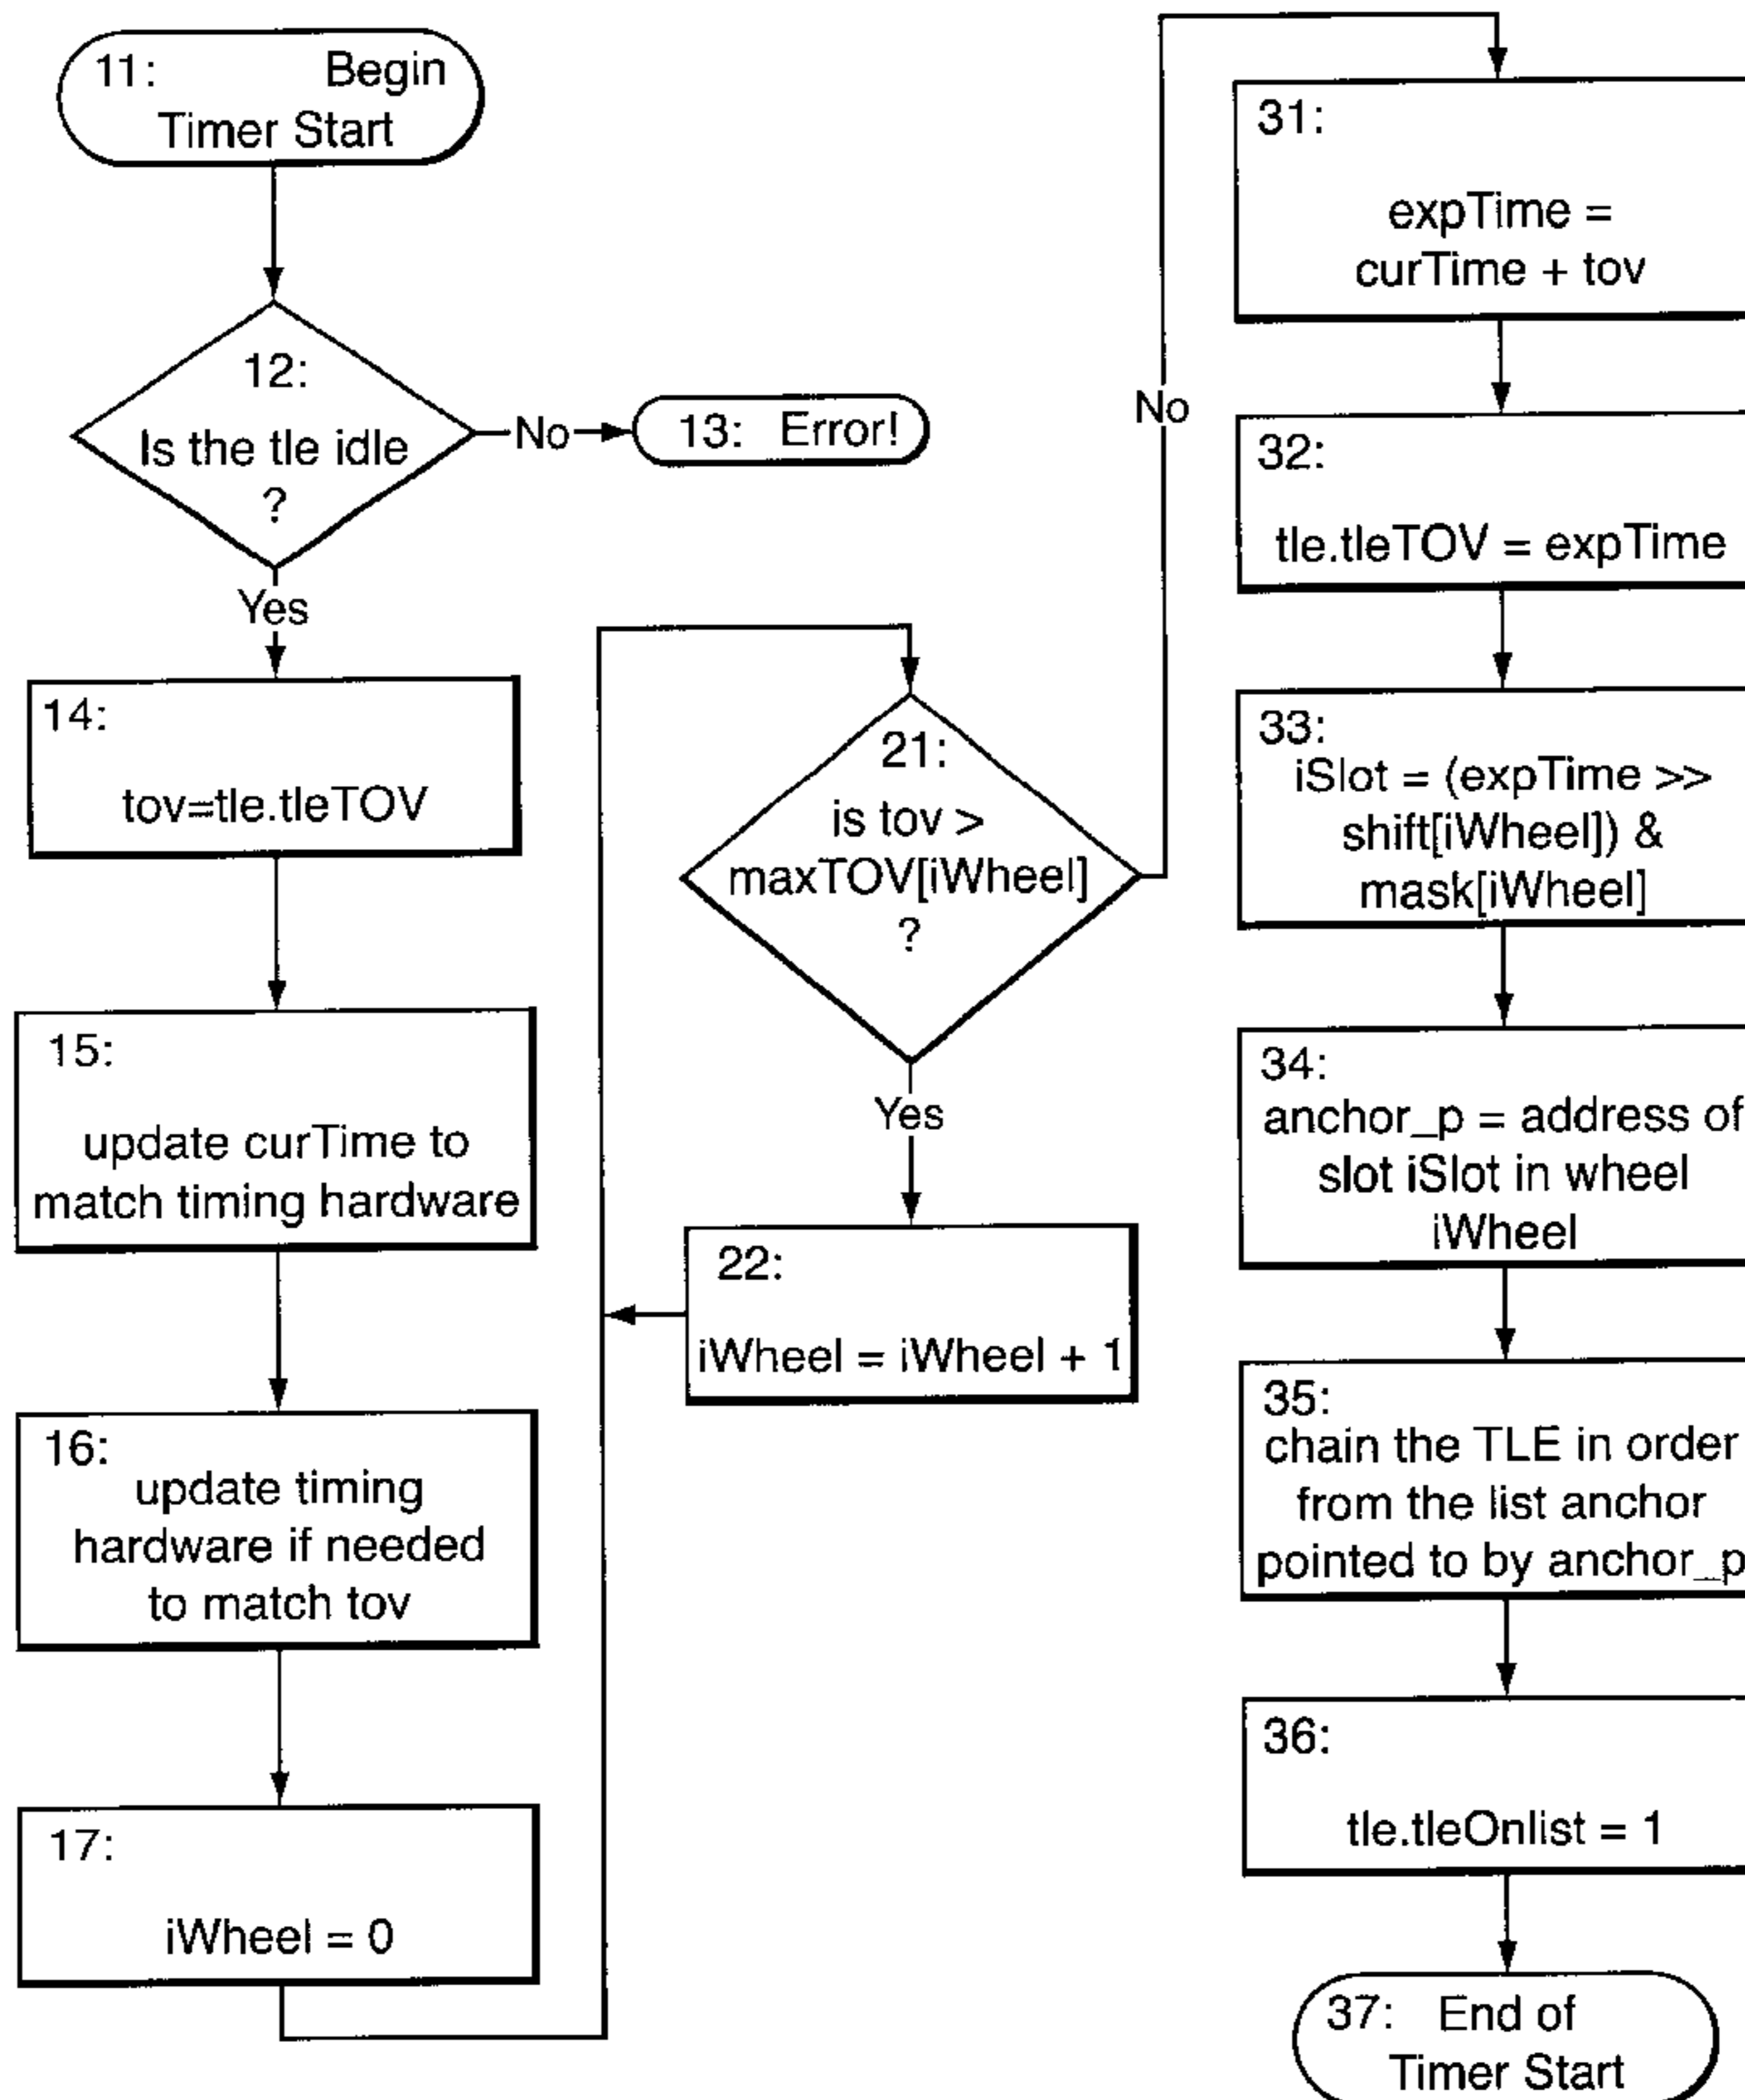 11: Begin
Timer Start
12:
Is the tle idle
?
No
13: Error!
Yes
14:
tov=tle.tleTOV
15:
update curTime to
match timing hardware
16:
update timing
hardware if needed
to match tov
17:
iWheel = 0
21:
is tov >
maxTOV[iWheel]
?
Yes
22:
iWheel = iWheel + 1
No
31:
expTime =
curTime + tov
32:
tle.tleTOV = expTime
33:
iSlot = (expTime >>
shift[iWheel]) &
mask[iWheel]
34:
anchor_p = address of
slot iSlot in wheel
iWheel
35:
chain the TLE in order
from the list anchor
pointed to by anchor_p
36:
tle.tleOnlist = 1
37: End of
Timer Start